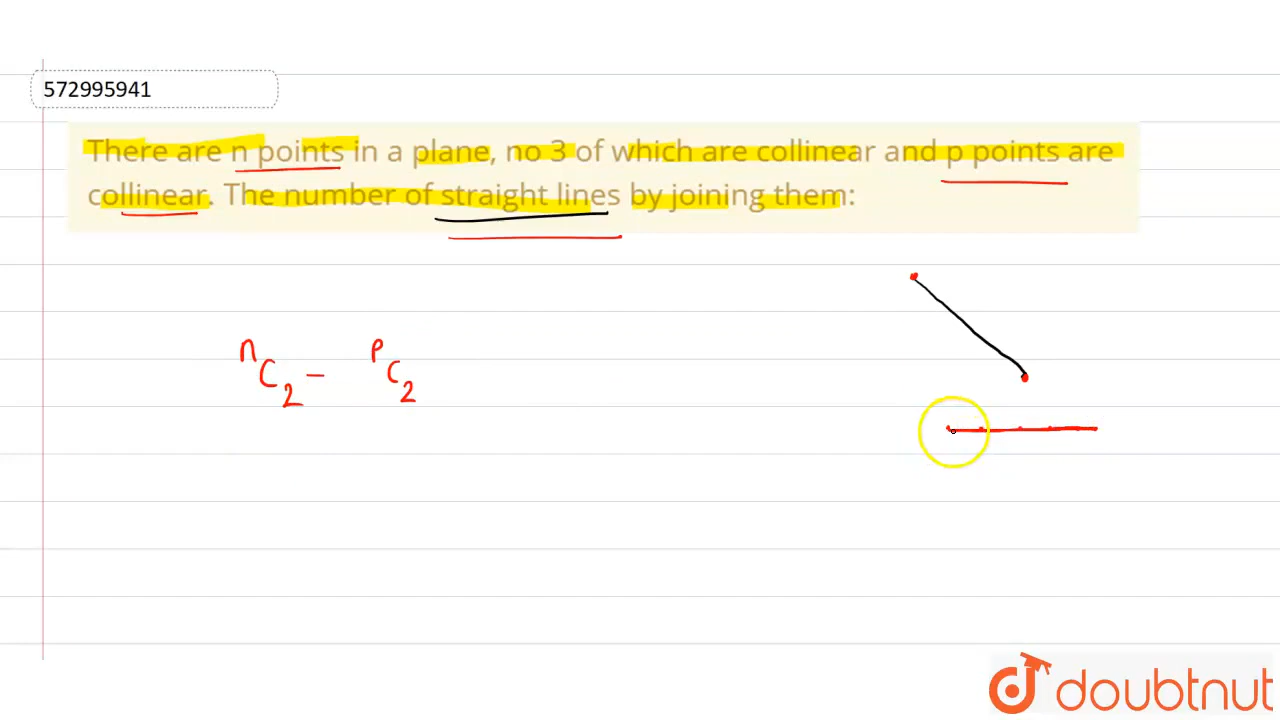 572995941
There are n points in a plane, no 3 of which are collinear and p points are
collinear. The number of straight lines by joining them:
ⁿC₂ - ᵖC₂
doubtnut